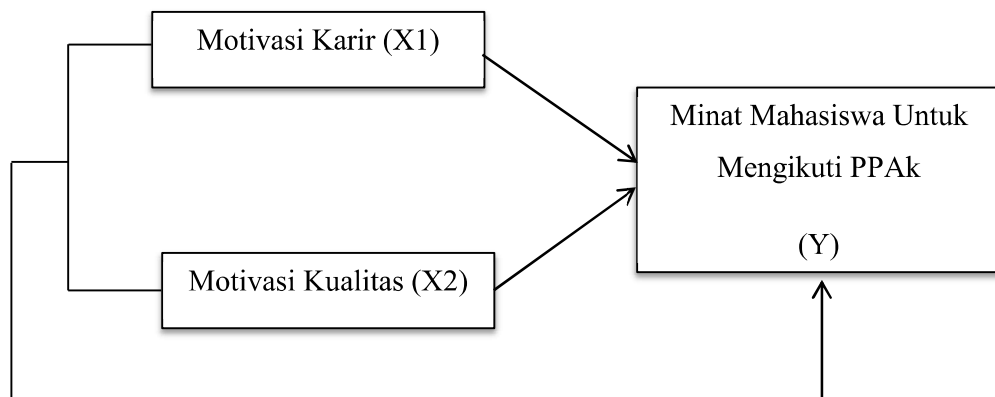 Motivasi Karir (X1)
Minat Mahasiswa Untuk
Mengikuti PPAk
(Y)
Motivasi Kualitas (X2)